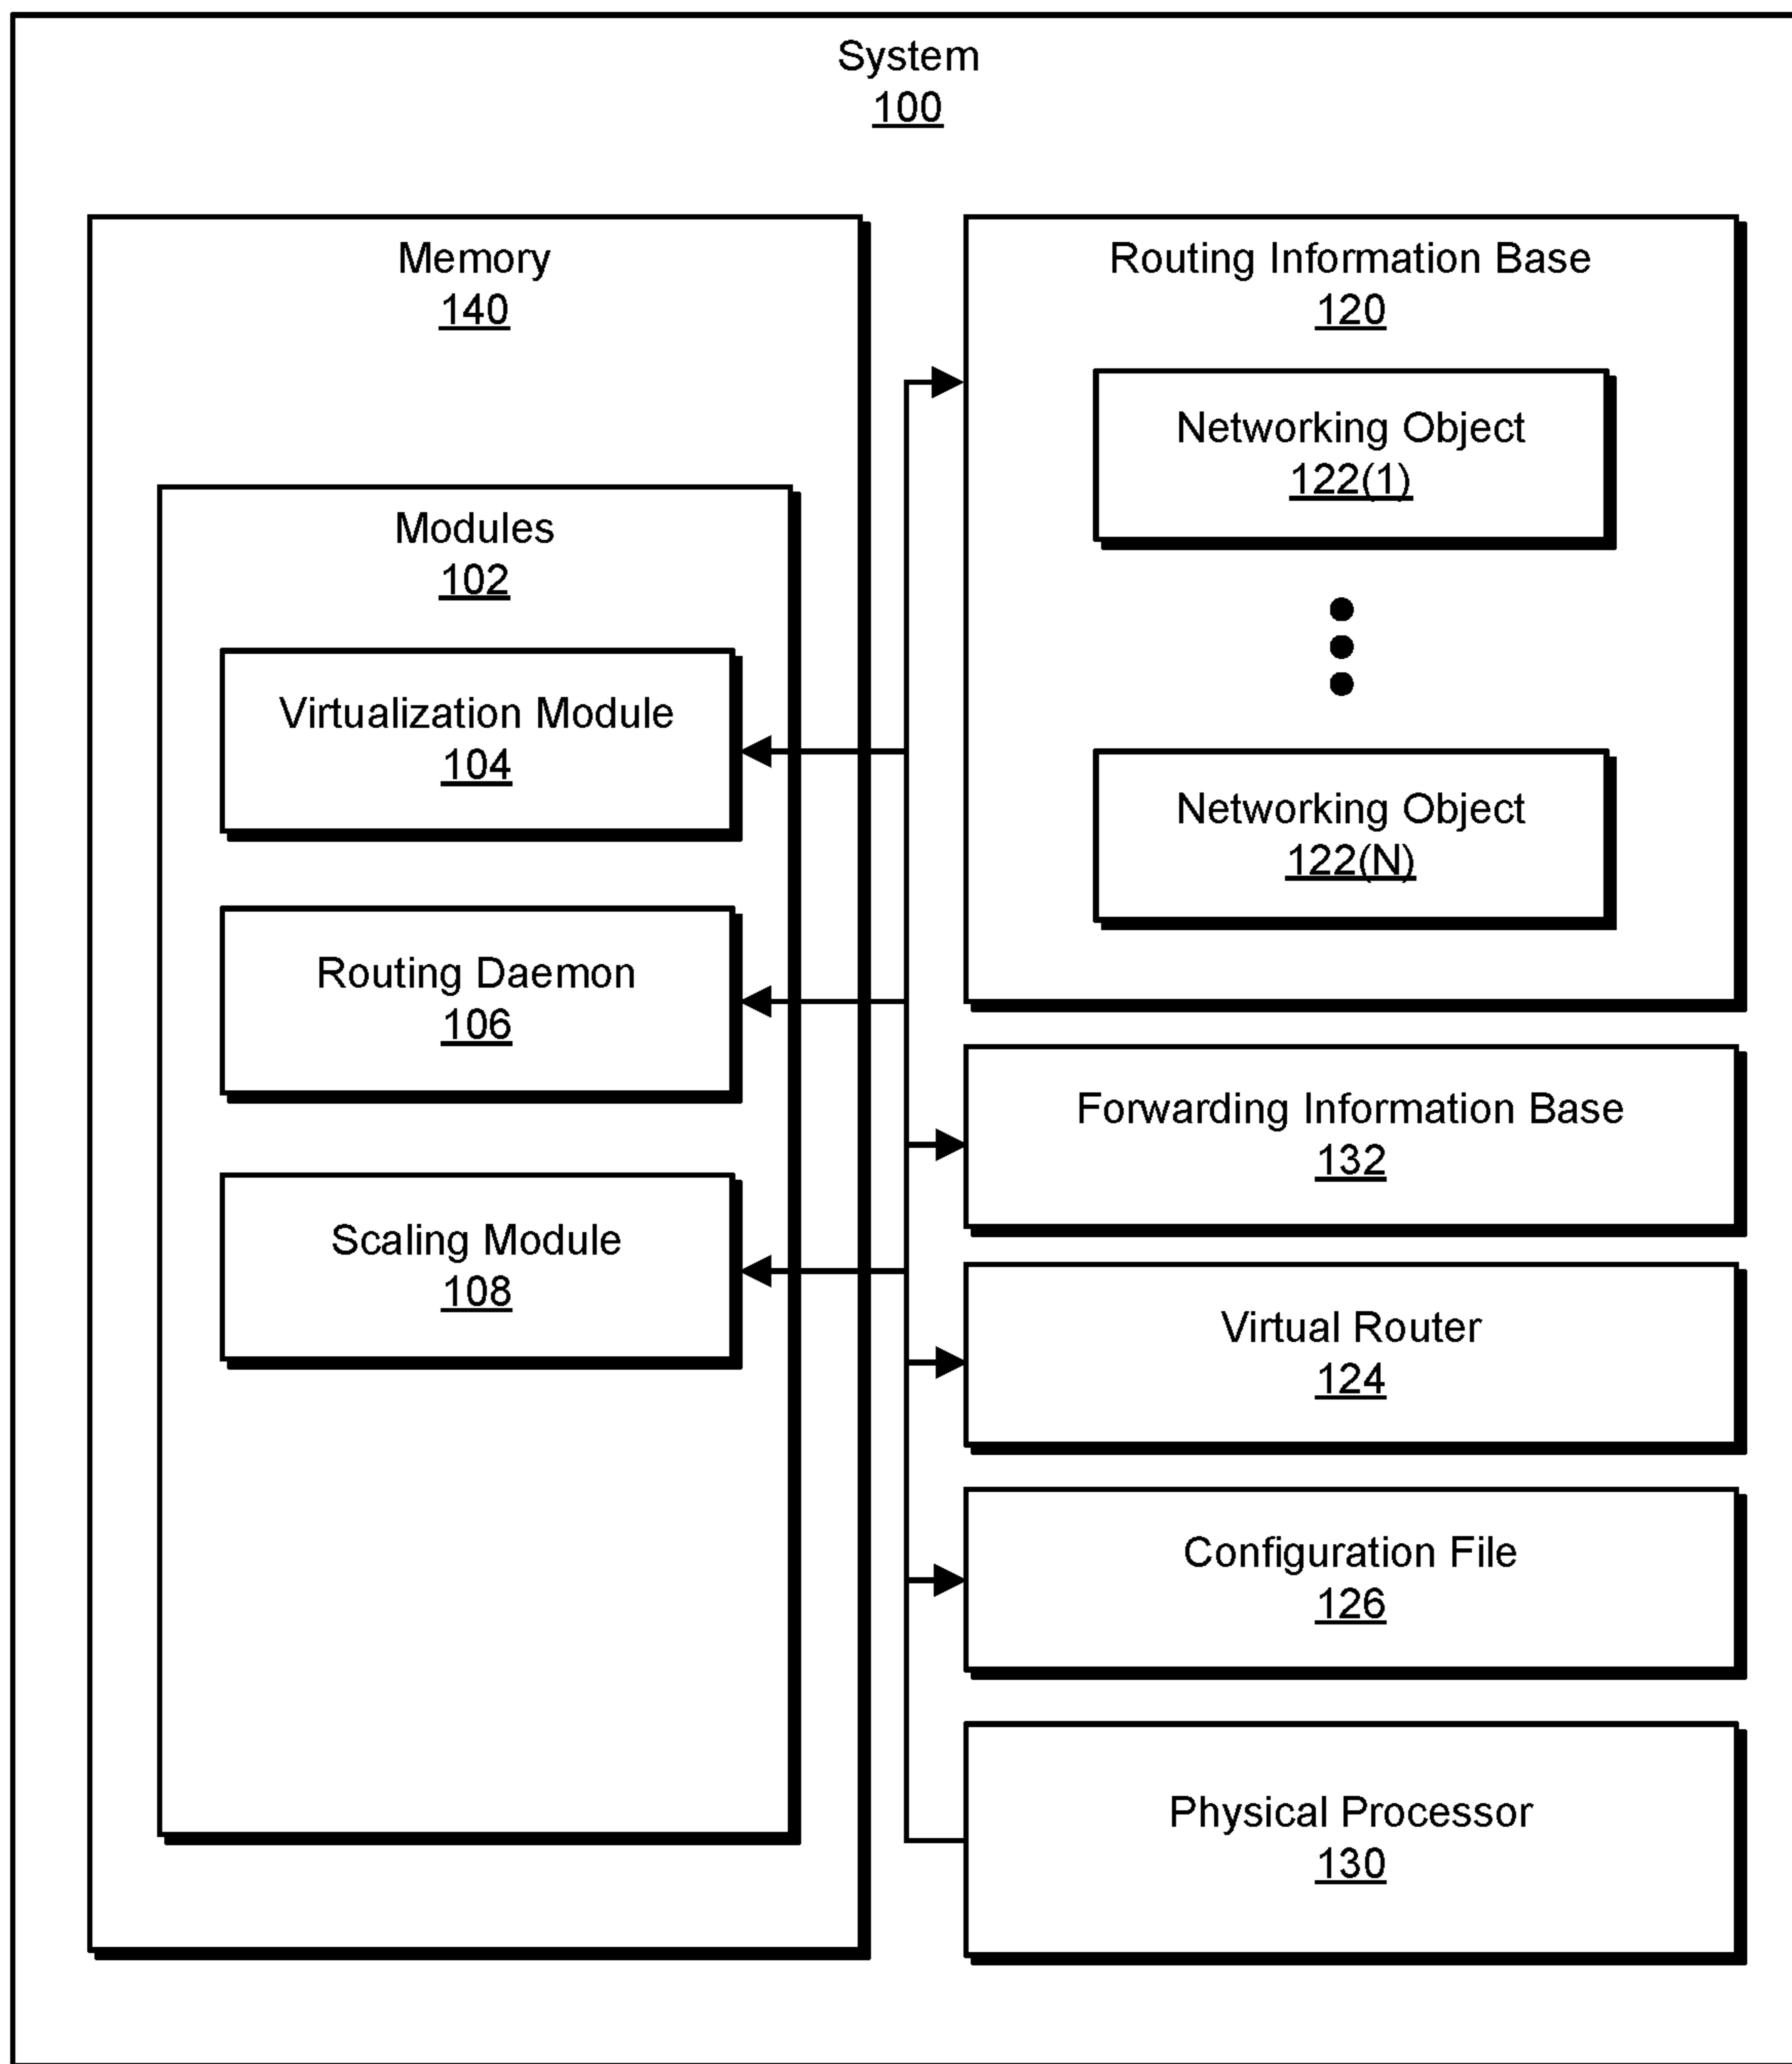 System
100
Memory
140
Modules
102
Virtualization Module
104
Routing Daemon
106
Scaling Module
108
Routing Information Base
120
Networking Object
122(1)
Networking Object
122(N)
Forwarding Information Base
132
Virtual Router
124
Configuration File
126
Physical Processor
130